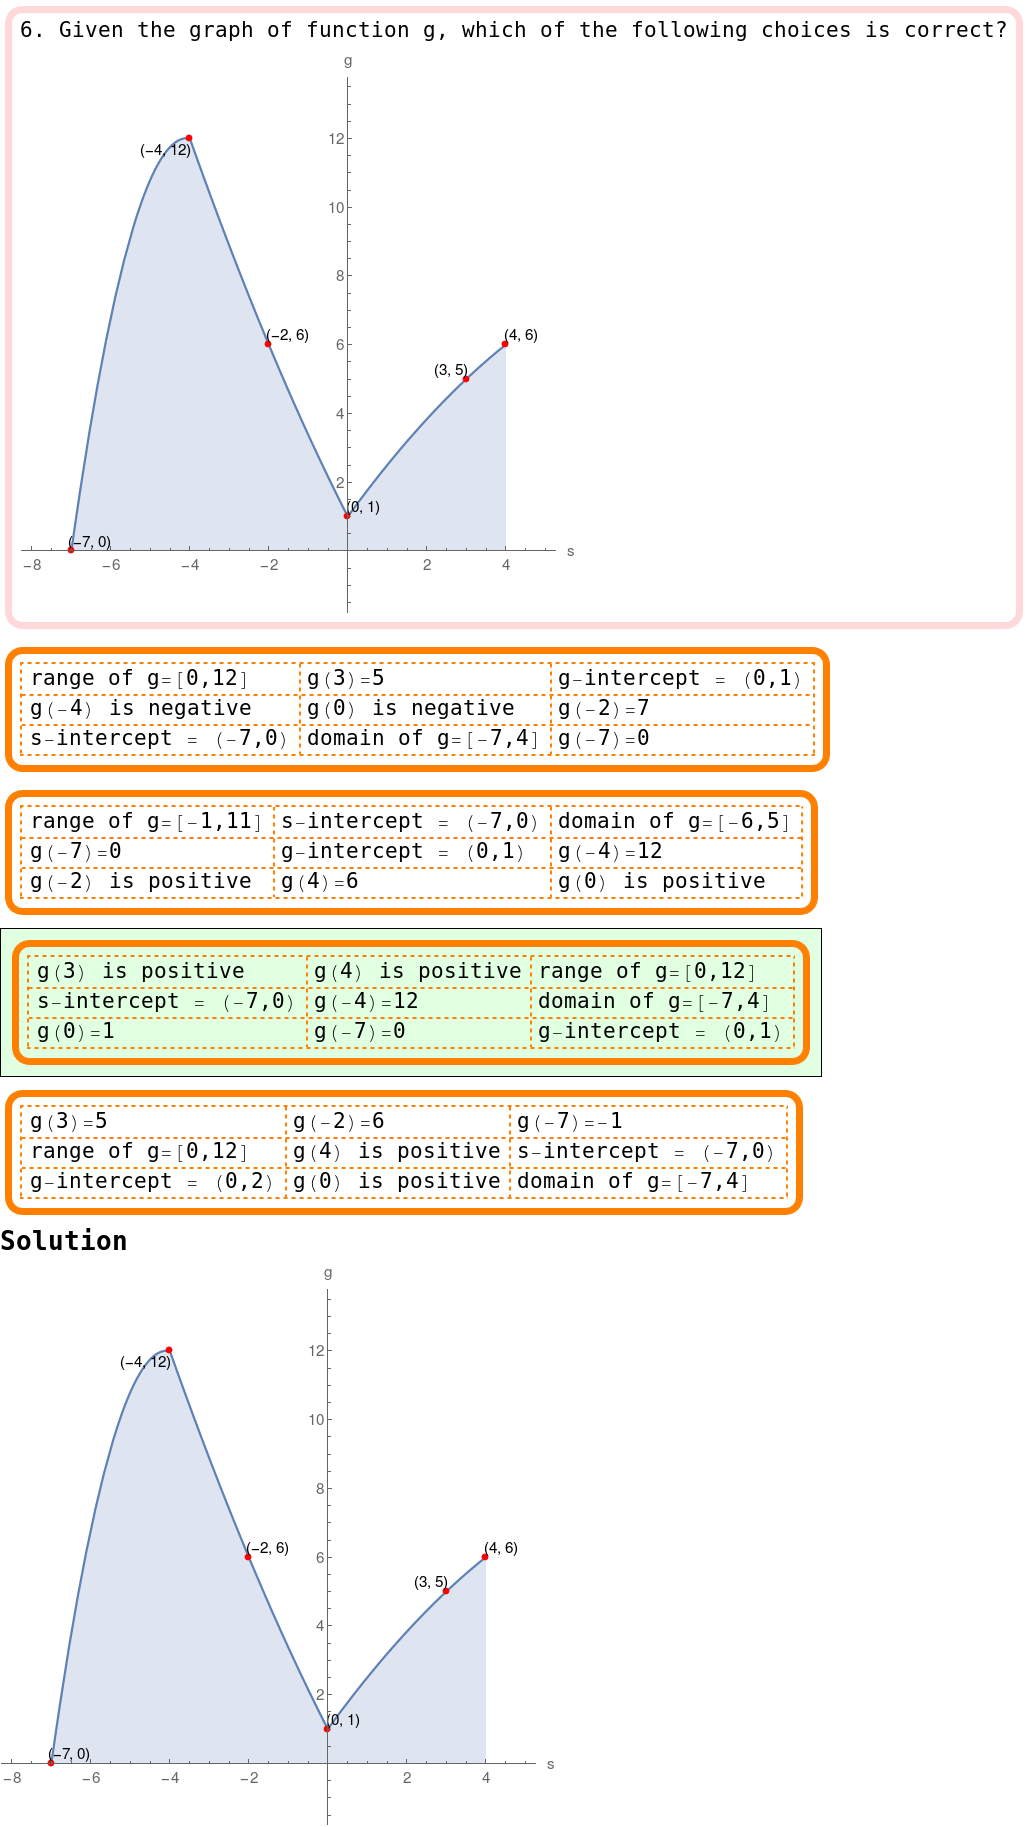 6. Given the graph of function g, which of the following choices is correct?
g
12
(−4, 12)
10
8
(−2, 6)
(4, 6)
6
(3, 5)
4
2
(0, 1)
(−7, 0)
s
−8 −6 −4 −2 2 4
range of g=[0,12] g(3)=5 g-intercept = (0,1)
g(-4) is negative g(0) is negative g(-2)=7
s-intercept = (-7,0) domain of g=[-7,4] g(-7)=0
range of g=[-1,11] s-intercept = (-7,0) domain of g=[-6,5]
g(-7)=0 g-intercept = (0,1) g(-4)=12
g(-2) is positive g(4)=6 g(0) is positive
g(3) is positive g(4) is positive range of g=[0,12]
s-intercept = (-7,0) g(-4)=12 domain of g=[-7,4]
g(0)=1 g(-7)=0 g-intercept = (0,1)
g(3)=5 g(-2)=6 g(-7)=-1
range of g=[0,12] g(4) is positive s-intercept = (-7,0)
g-intercept = (0,2) g(0) is positive domain of g=[-7,4]
Solution
g
12
(−4, 12)
10
8
(−2, 6)
(4, 6)
6
(3, 5)
4
2
(0, 1)
(−7, 0)
s
−8 −6 −4 −2 2 4